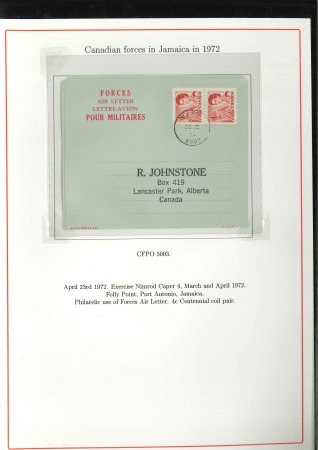 Canadian forces in Jamaica in 1972
FORCES
AIR LETTER
LETTRE-AVION
POUR MILITAIRES
5003
R. JOHNSTONE
Box 419
Lancaster Park, Alberta
Canada
CFPO 5003.
April 23rd 1972. Exercise Nimrod Caper 4, March and April 1972.
Folly Point, Port Antonio, Jamaica.
Philatelic use of Forces Air Letter. 4c Centennial coil pair.